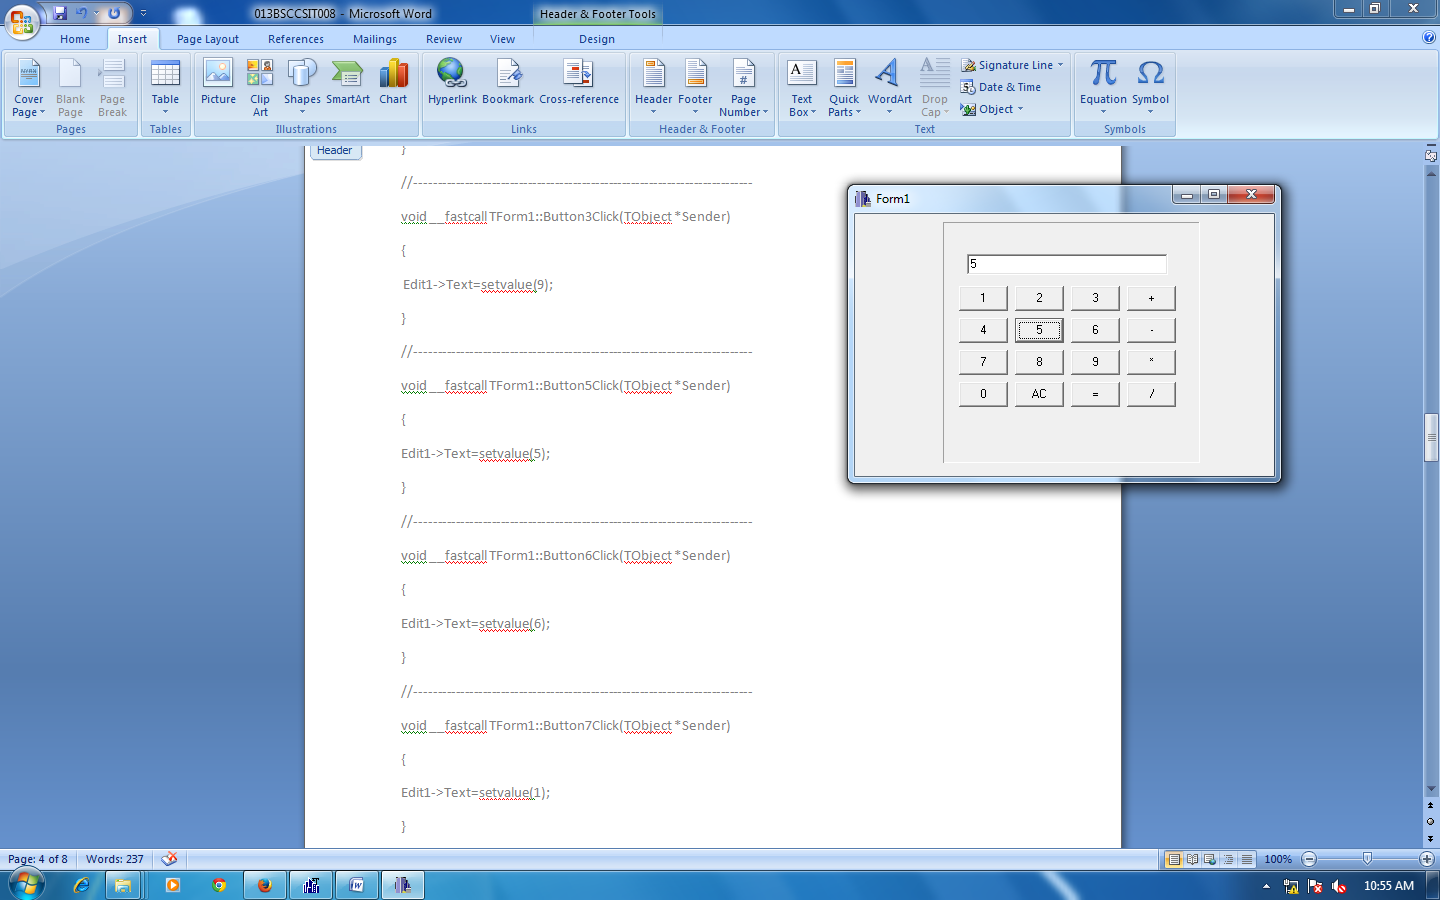 013BSCCSIT008 - Microsoft Word
Header & Footer Tools
Home
Insert
Page Layout
References
Mailings
Review
View
Design
Cover Page
Blank Page
Page Break
Table
Picture
Clip Art
Shapes
SmartArt
Chart
Hyperlink
Bookmark
Cross-reference
Header
Footer
Page Number
Text Box
Quick Parts
WordArt
Drop Cap
Signature Line
Date & Time
Object
Equation
Symbol
Pages
Tables
Illustrations
Links
Header & Footer
Text
Symbols
Header
}
//------------------------------------------------------------------------
void __fastcall TForm1::Button3Click(TObject *Sender)
{
Edit1->Text=setvalue(9);
}
//------------------------------------------------------------------------
void __fastcall TForm1::Button5Click(TObject *Sender)
{
Edit1->Text=setvalue(5);
}
//------------------------------------------------------------------------
void __fastcall TForm1::Button6Click(TObject *Sender)
{
Edit1->Text=setvalue(6);
}
//------------------------------------------------------------------------
void __fastcall TForm1::Button7Click(TObject *Sender)
{
Edit1->Text=setvalue(1);
}
Form1
5
1 2 3 +
4 5 6 -
7 8 9 *
0 AC = /
Page: 4 of 8
Words: 237
100%
10:55 AM